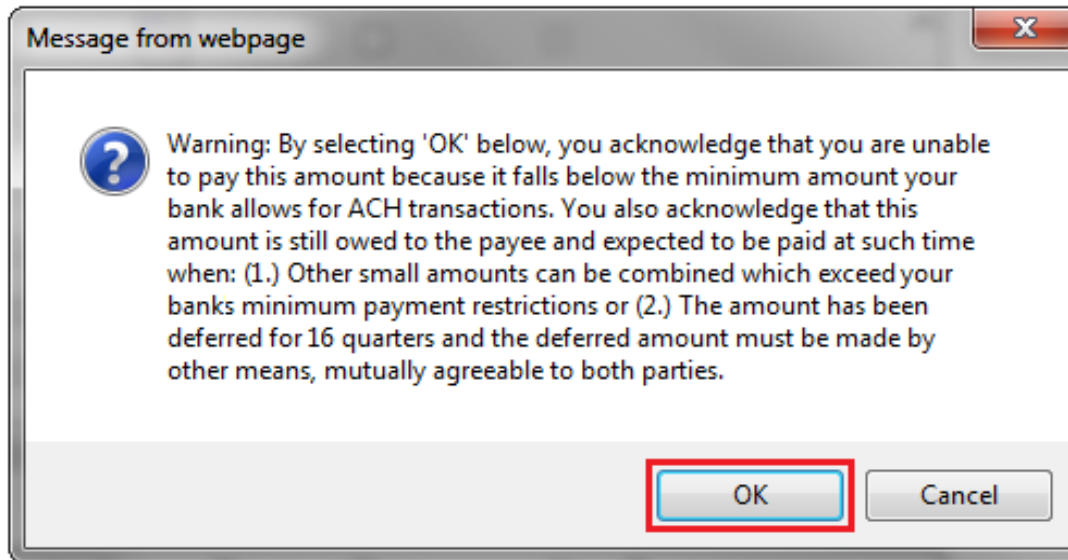 Message from webpage
X
?
Warning: By selecting 'OK' below, you acknowledge that you are unable
to pay this amount because it falls below the minimum amount your
bank allows for ACH transactions. You also acknowledge that this
amount is still owed to the payee and expected to be paid at such time
when: (1.) Other small amounts can be combined which exceed your
banks minimum payment restrictions or (2.) The amount has been
deferred for 16 quarters and the deferred amount must be made by
other means, mutually agreeable to both parties.
OK Cancel